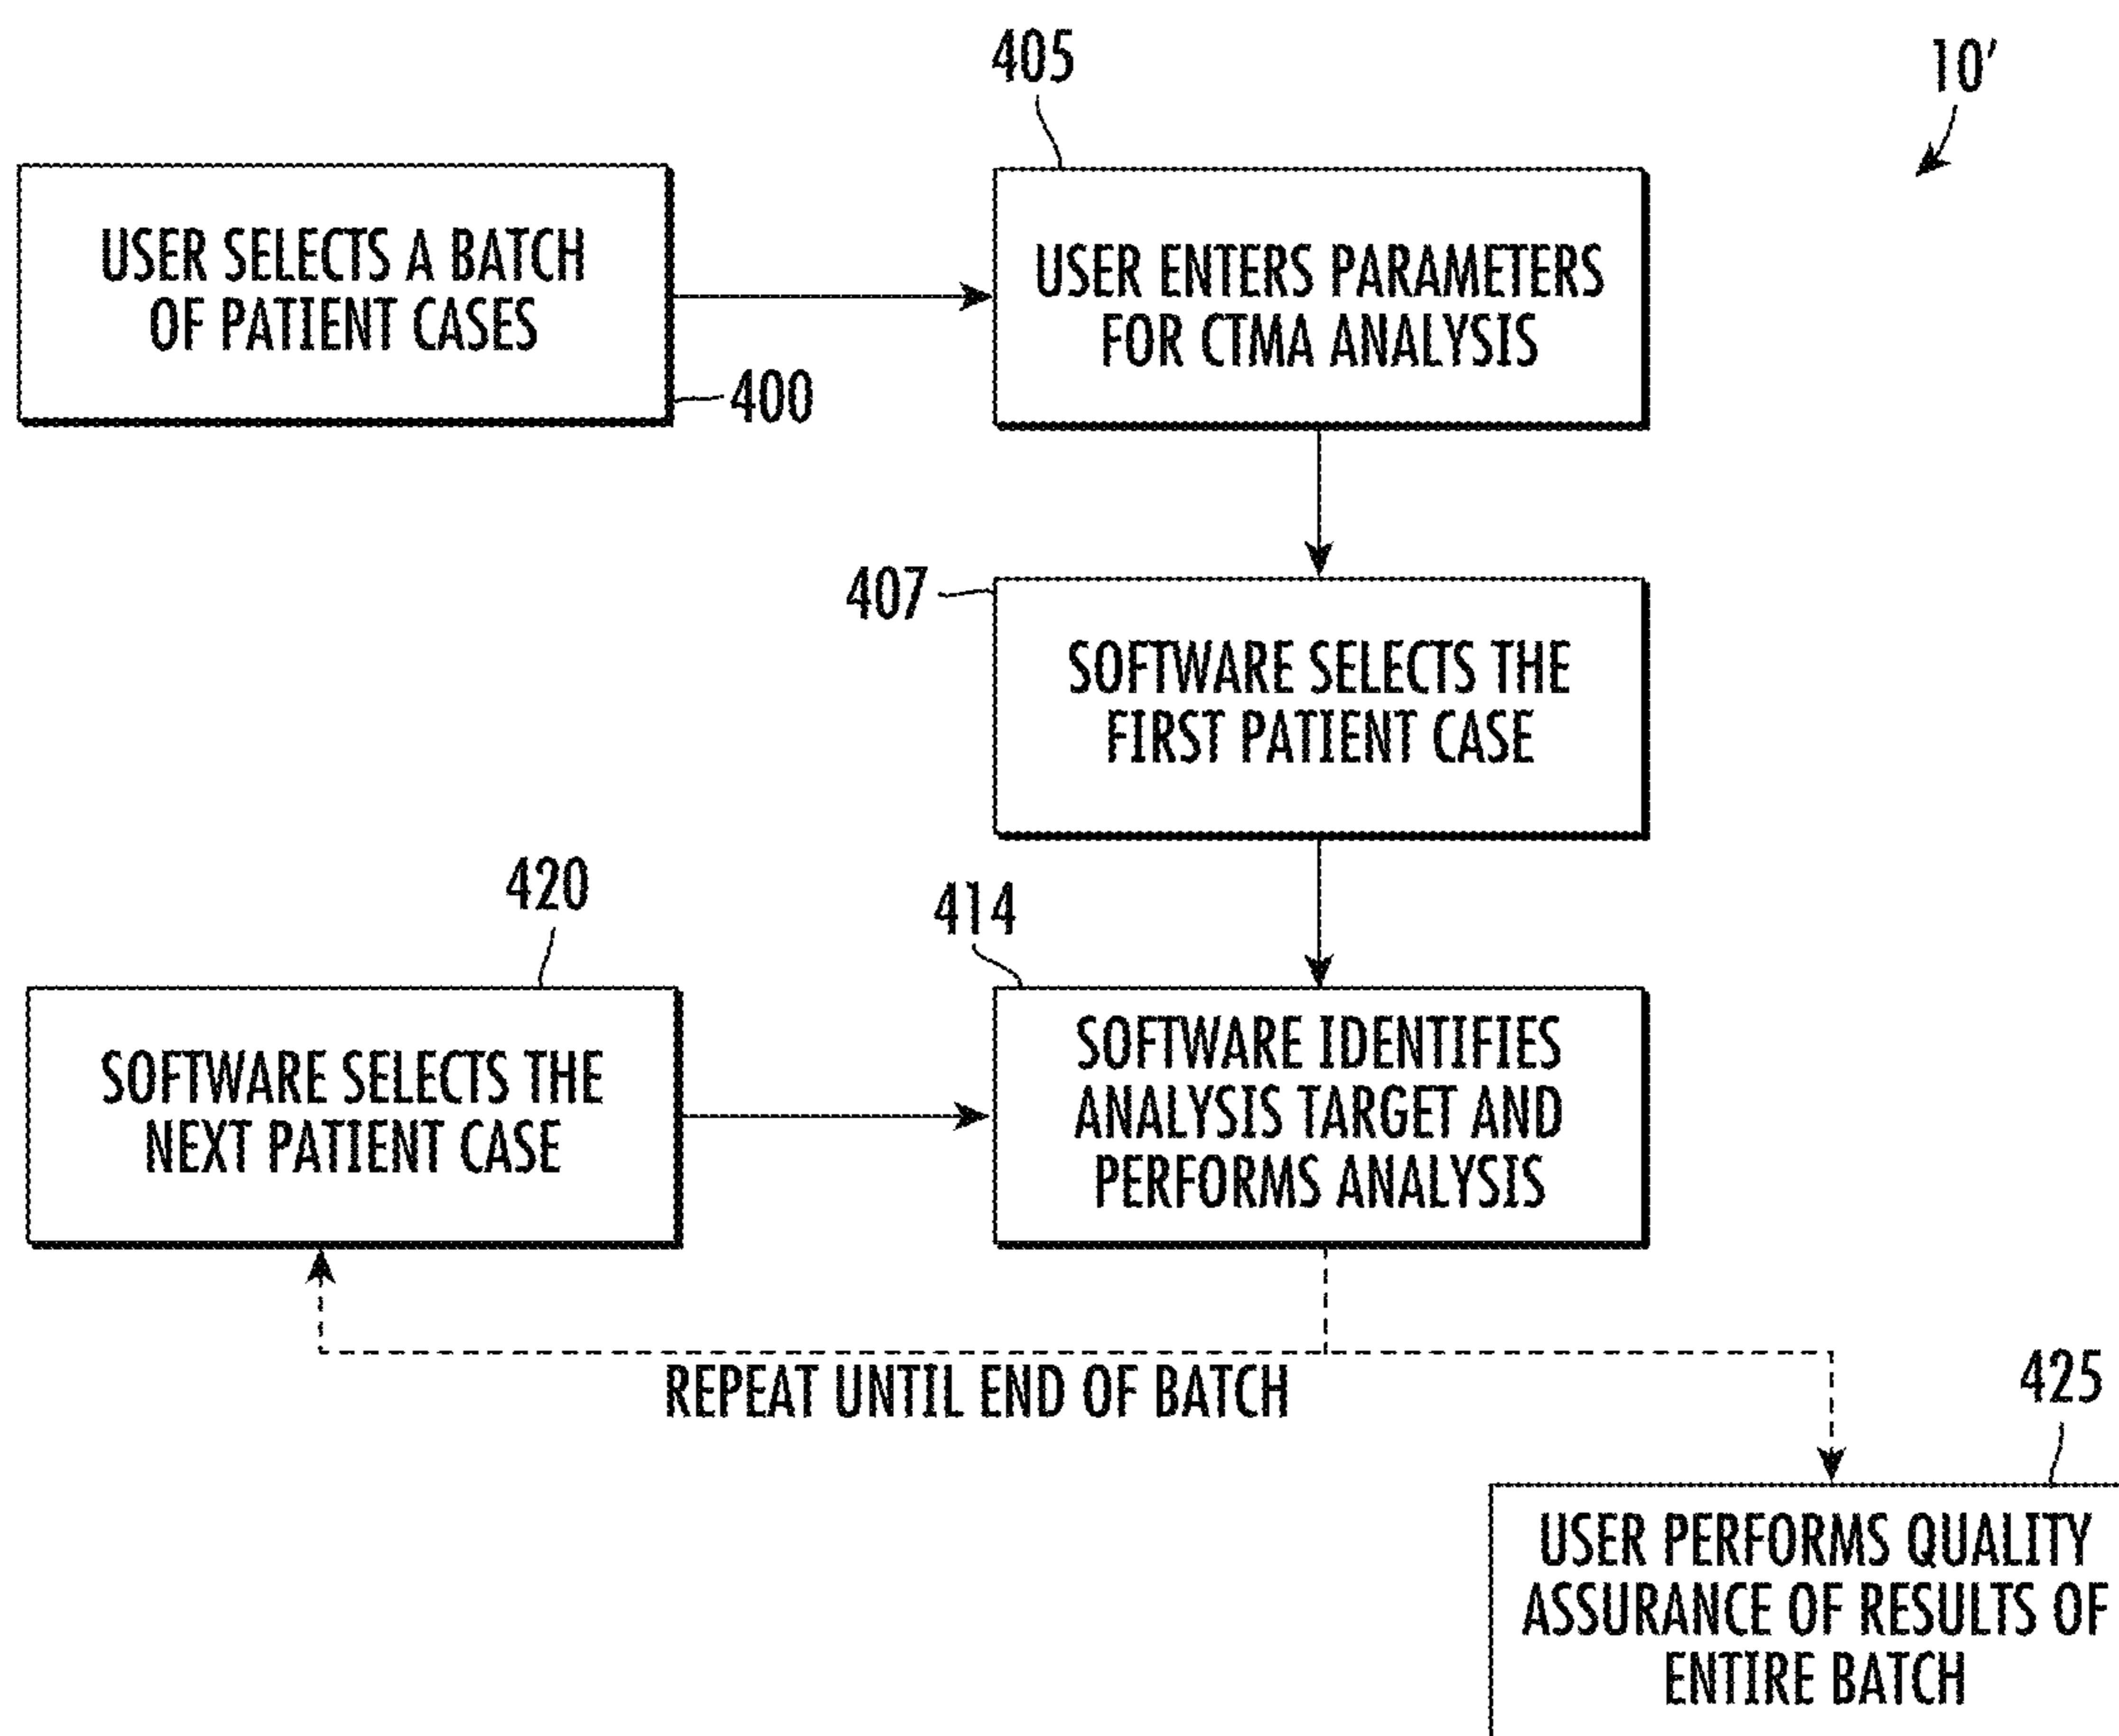 405
10'
USER SELECTS A BATCH
OF PATIENT CASES
400
USER ENTERS PARAMETERS
FOR CTMA ANALYSIS
407
SOFTWARE SELECTS THE
FIRST PATIENT CASE
420
414
SOFTWARE SELECTS THE
NEXT PATIENT CASE
SOFTWARE IDENTIFIES
ANALYSIS TARGET AND
PERFORMS ANALYSIS
REPEAT UNTIL END OF BATCH
425
USER PERFORMS QUALITY
ASSURANCE OF RESULTS OF
ENTIRE BATCH